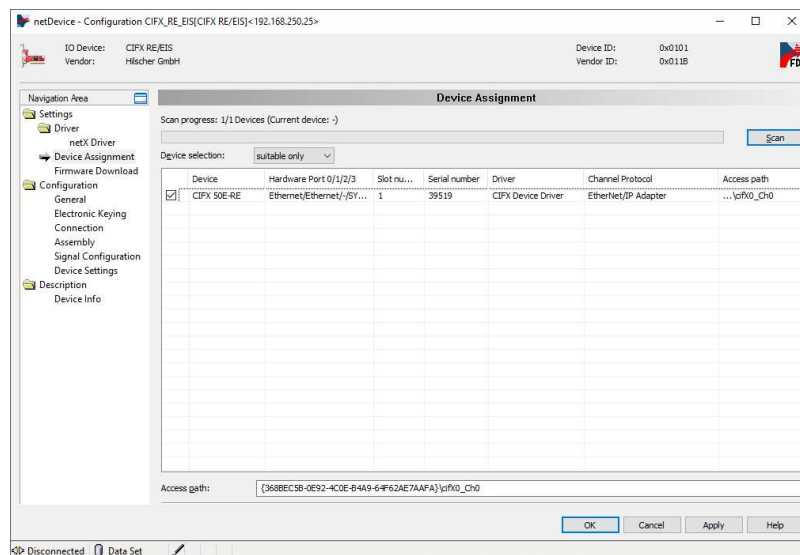 netDevice - Configuration CIFX_RE_EIS[CIFX RE/EIS]<192.168.250.25>
IO Device: CIFX RE/EIS Device ID: 0x0101
Vendor: Hilscher GmbH Vendor ID: 0x011B
FD
Navigation Area
Settings
Driver
netX Driver
Device Assignment
Firmware Download
Configuration
General
Electronic Keying
Connection
Assembly
Signal Configuration
Device Settings
Description
Device Info
Device Assignment
Scan progress: 1/1 Devices (Current device: -)
Scan
Device selection: suitable only
Device Hardware Port 0/1/2/3 Slot nu... Serial number Driver Channel Protocol Access path
CIFX 50E-RE Ethernet/Ethernet/-/SY... 1 39519 CIFX Device Driver EtherNet/IP Adapter ...\cifX0_Ch0
Access path: {368BEC5B-0E92-4C0E-B4A9-64F62AE7AAFA}\cifX0_Ch0
OK Cancel Apply Help
Disconnected Data Set